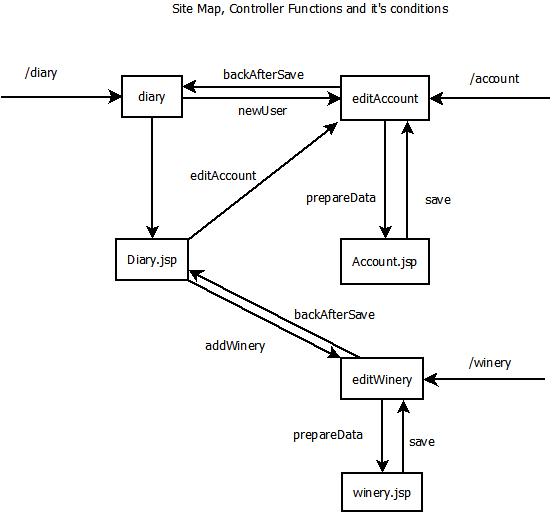 Site Map, Controller Functions and it's conditions
/diary
backAfterSave
/account
diary
editAccount
newUser
editAccount
prepareData
save
Diary.jsp
Account.jsp
backAfterSave
addWinery
/winery
editWinery
prepareData
save
winery.jsp